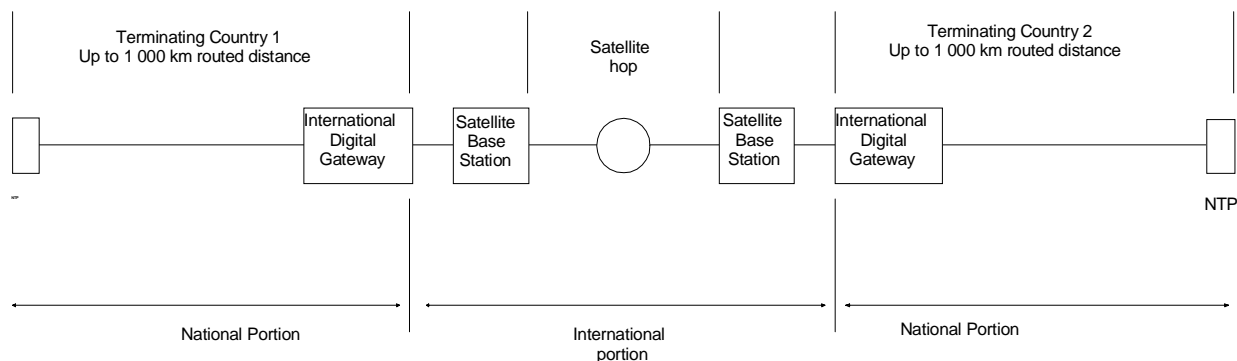 Terminating Country 1
Up to 1 000 km routed distance
Satellite
hop
Terminating Country 2
Up to 1 000 km routed distance
International
Digital
Gateway
Satellite
Base
Station
Satellite
Base
Station
International
Digital
Gateway
NTP
National Portion
International
portion
National Portion